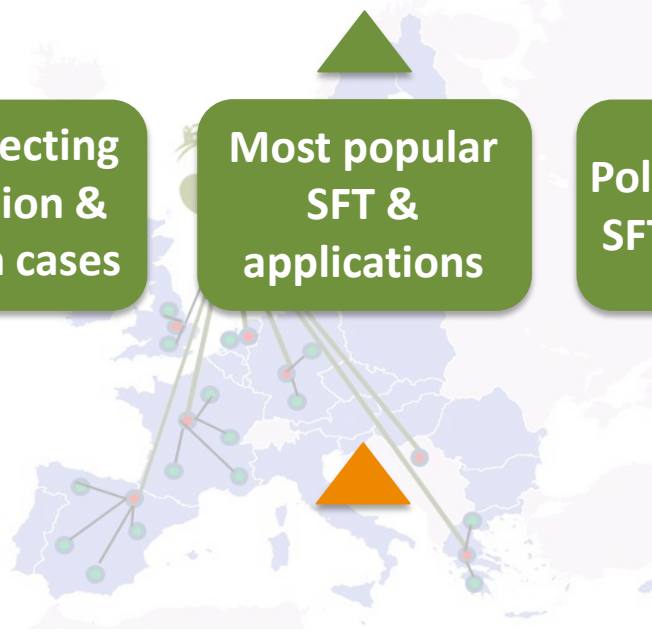 ecting
ion &
cases
Most popular
SFT &
applications
Pol
SFT